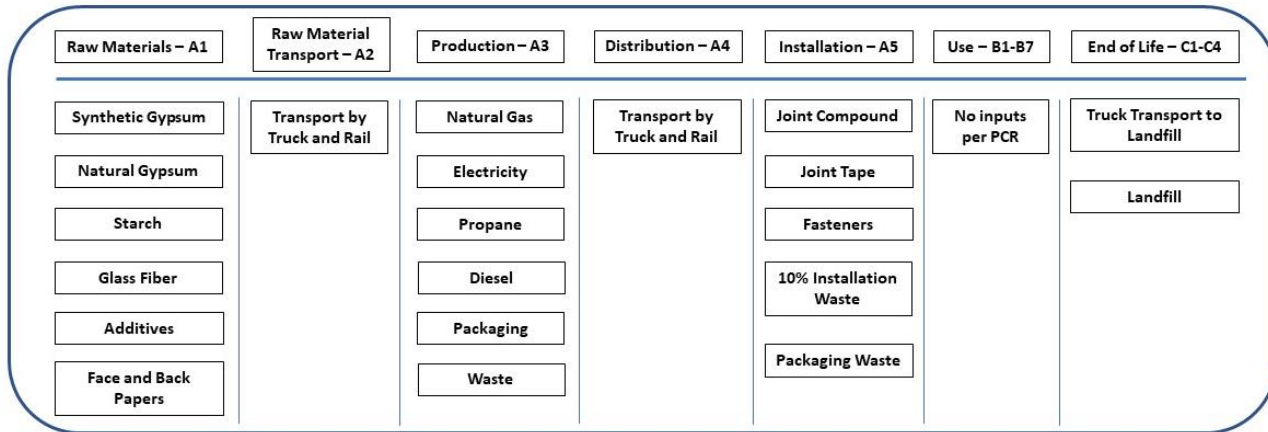 Raw Materials – A1
Raw Material
Transport – A2
Production – A3
Distribution – A4
Installation – A5
Use – B1-B7
End of Life – C1-C4
Synthetic Gypsum
Natural Gypsum
Starch
Glass Fiber
Additives
Face and Back
Papers
Transport by
Truck and Rail
Natural Gas
Electricity
Propane
Diesel
Packaging
Waste
Transport by
Truck and Rail
Joint Compound
Joint Tape
Fasteners
10% Installation
Waste
Packaging Waste
No inputs
per PCR
Truck Transport to
Landfill
Landfill